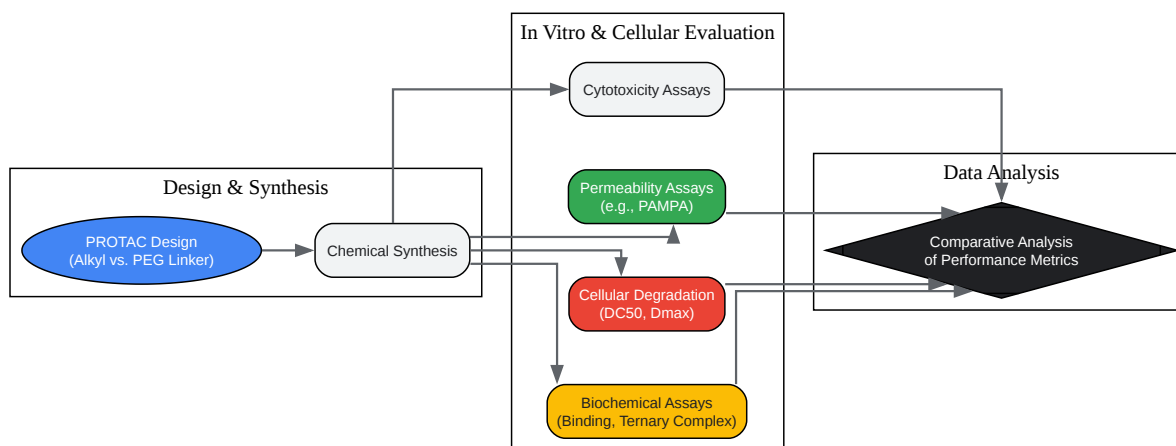 Design & Synthesis
PROTAC Design
(Alkyl vs. PEG Linker)
Chemical Synthesis
In Vitro & Cellular Evaluation
Cytotoxicity Assays
Permeability Assays
(e.g., PAMPA)
Cellular Degradation
(DC50, Dmax)
Biochemical Assays
(Binding, Ternary Complex)
Data Analysis
Comparative Analysis
of Performance Metrics